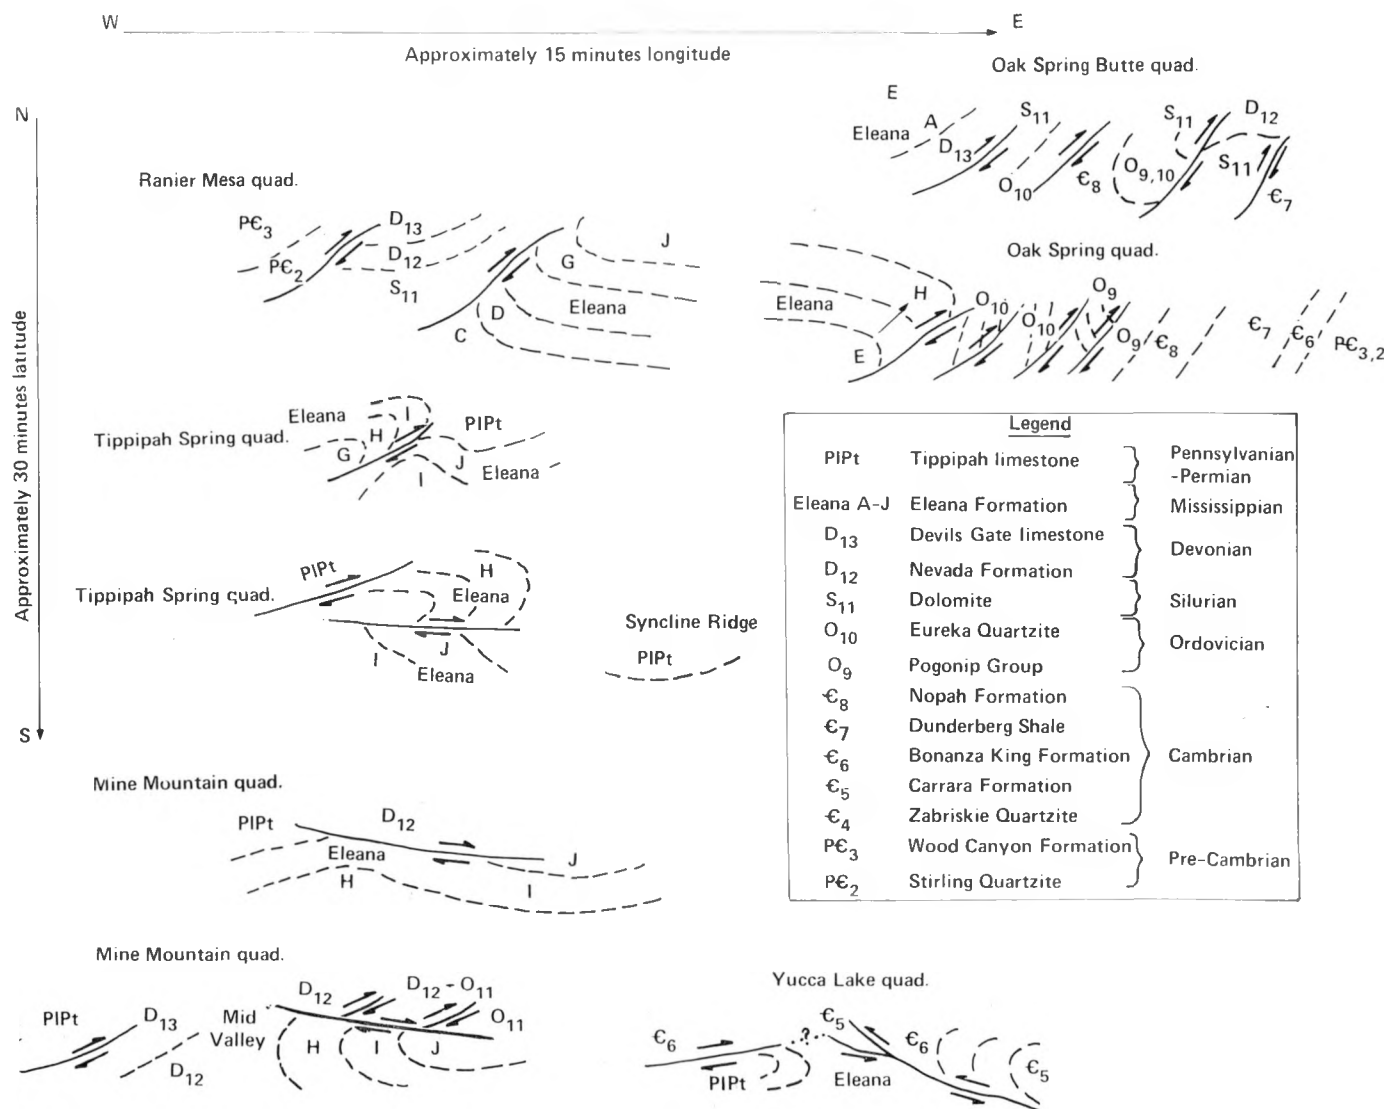 W E
Approximately 15 minutes longitude
N
Approximately 30 minutes latitude
S
Oak Spring Butte quad.
E
Eleana A D13 S11 O10 Є8 O9,10 S11 D12 S11 Є7
Ranier Mesa quad.
PЄ3 D13 J
PЄ2 D12 G
S11 D Eleana
C
Oak Spring quad.
Eleana H O10 O10 O9 O9 Є8 Є7 Є6 PЄ3,2
E
Tippipah Spring quad.
Eleana I PIPt
G H J
I Eleana
Tippipah Spring quad.
PIPt H
Eleana
I J
Eleana
Syncline Ridge
PIPt
Legend
PIPt Tippipah limestone Pennsylvanian
-Permian
Eleana A-J Eleana Formation Mississippian
D13 Devils Gate limestone
Devonian
D12 Nevada Formation
S11 Dolomite Silurian
O10 Eureka Quartzite
Ordovician
O9 Pogonip Group
Є8 Nopah Formation
Є7 Dunderberg Shale
Є6 Bonanza King Formation Cambrian
Є5 Carrara Formation
Є4 Zabriskie Quartzite
PЄ3 Wood Canyon Formation
Pre-Cambrian
PЄ2 Stirling Quartzite
Mine Mountain quad.
PIPt D12
Eleana J
H I
Mine Mountain quad.
PIPt D13 Mid D12 D12-O11
Valley H I J O11
D12
Yucca Lake quad.
Є6 ? Є5 Є6
PIPt Eleana Є5